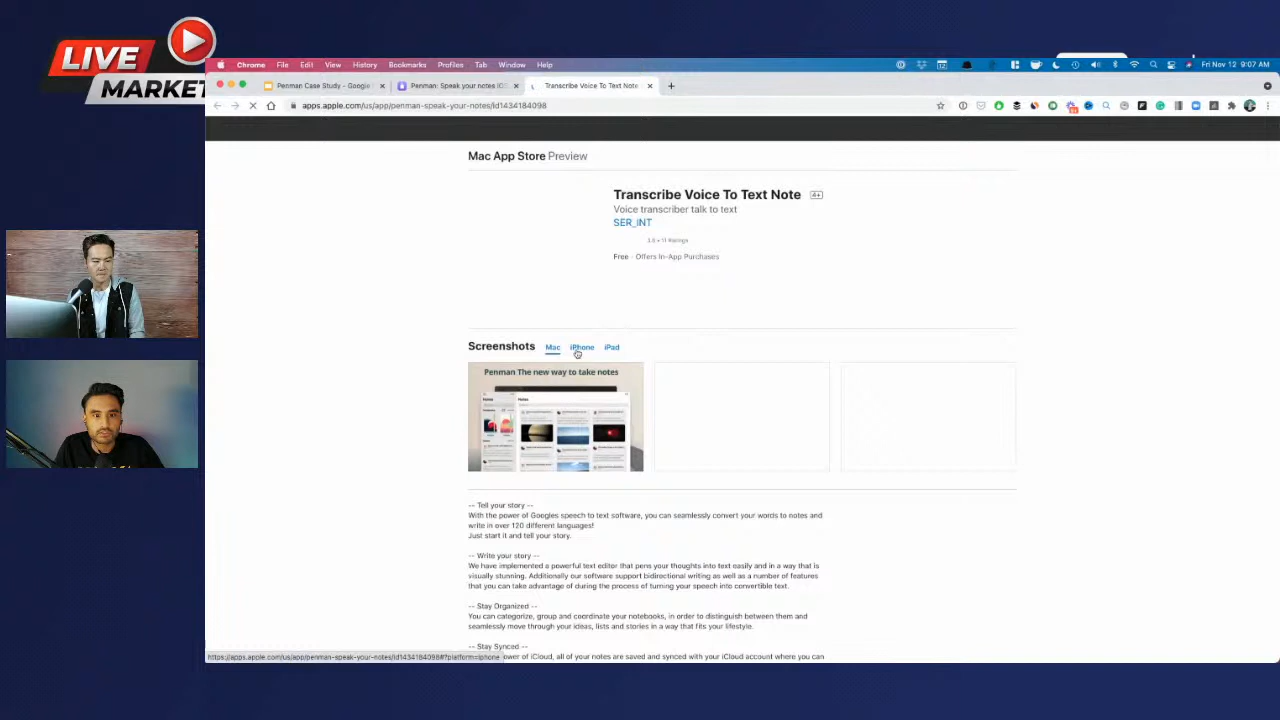 LIVE
MARKET
Chrome File Edit View History Bookmarks Profiles Tab Window Help
Fri Nov 12 9:07 AM
Penman Case Study - Google
Penman: Speak your notes iOS
Transcribe Voice To Text Note
apps.apple.com/us/app/penman-speak-your-notes/id1434184098
Mac App Store Preview
Transcribe Voice To Text Note 4+
Voice transcriber talk to text
SER_INT
11 Ratings
Free - Offers In-App Purchases
Screenshots Mac iPhone iPad
Penman The new way to take notes
-- Tell your story --
With the power of Googles speech to text software, you can seamlessly convert your words to notes and
write in over 120 different languages!
Just start it and tell your story.
-- Write your story --
We have implemented a powerful text editor that pens your thoughts into text easily and in a way that is
visually stunning. Additionally our software support bidirectional writing as well as a number of features
that you can take advantage of during the process of turning your speech into convertible text.
-- Stay Organized --
You can categorize, group and coordinate your notebooks, in order to distinguish between them and
seamlessly move through your ideas, lists and stories in a way that fits your lifestyle.
-- Stay Synced --
ower of iCloud, all of your notes are saved and synced with your iCloud account where you can
https://apps.apple.com/us/app/penman-speak-your-notes/id1434184098#?platform=iphone